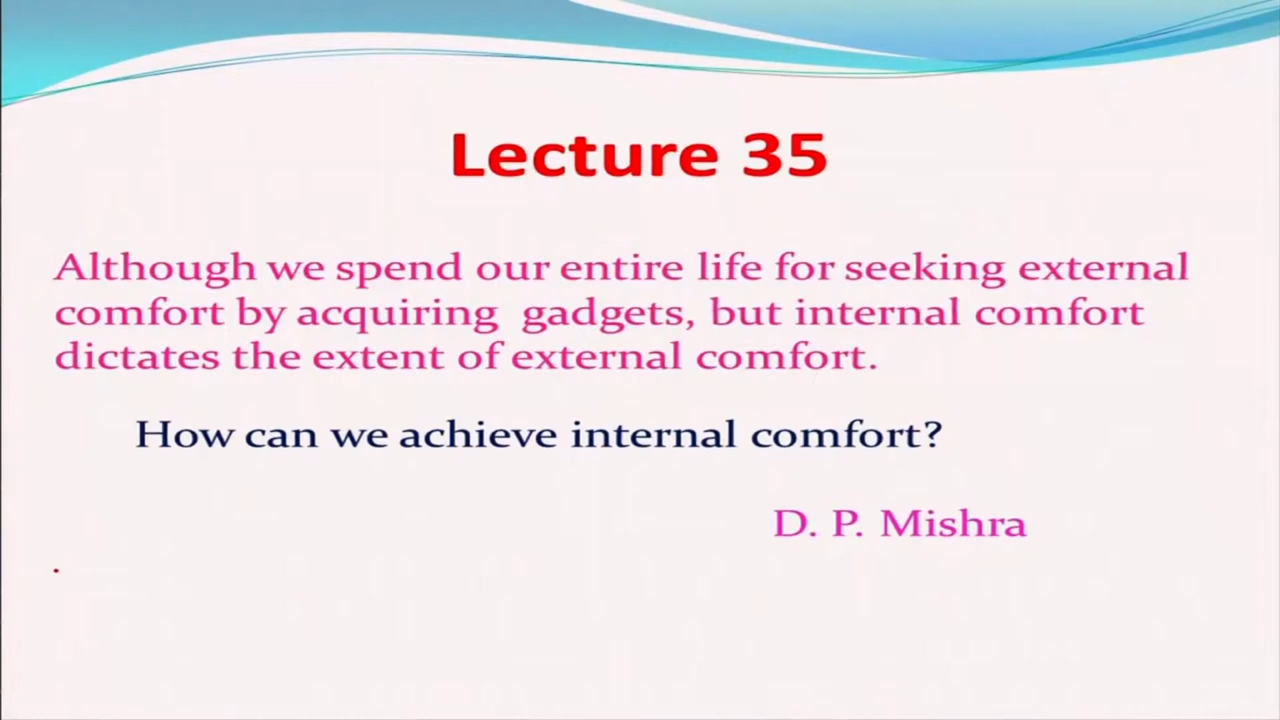 Lecture 35
Although we spend our entire life for seeking external
comfort by acquiring gadgets, but internal comfort
dictates the extent of external comfort.
How can we achieve internal comfort?
D. P. Mishra
.